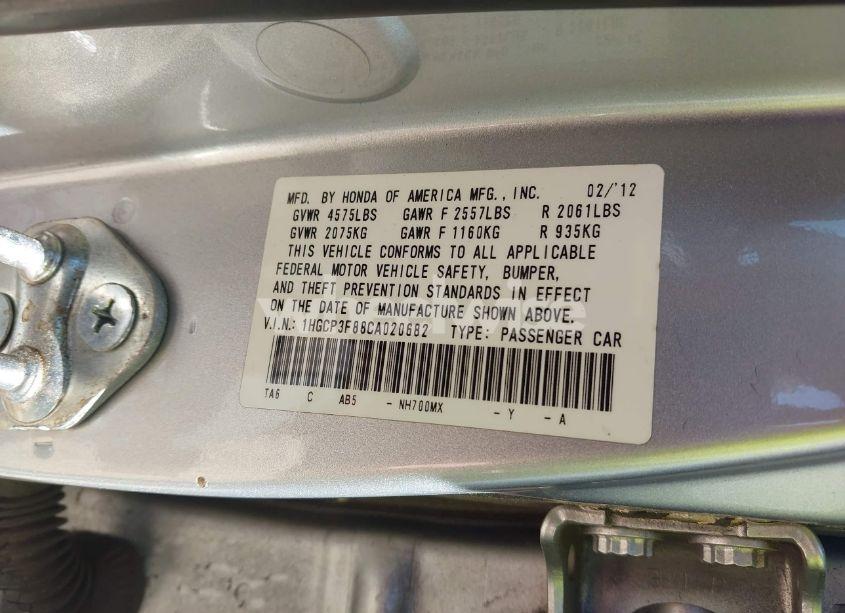 MFD. BY HONDA OF AMERICA MFG., INC. 02/'12
GVWR 4575LBS GAWR F 2557LBS R 2061LBS
GVWR 2075KG GAWR F 1160KG R 935KG
THIS VEHICLE CONFORMS TO ALL APPLICABLE
FEDERAL MOTOR VEHICLE SAFETY, BUMPER,
AND THEFT PREVENTION STANDARDS IN EFFECT
ON THE DATE OF MANUFACTURE SHOWN ABOVE.
V.I.N.: 1HGCP3F88CA020682 TYPE: PASSENGER CAR
TA6 C AB5 - NH700MX - Y - A